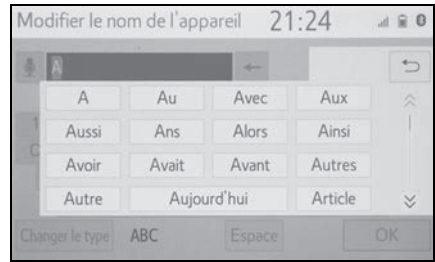 Modifier le nom de l'appareil 21:24 0
A
A Au Avec Aux
Aussi Ans Alors Ainsi
Avoir Avait Avant Autres
Autre Aujourd'hui Article
Changer le type ABC Espace OK